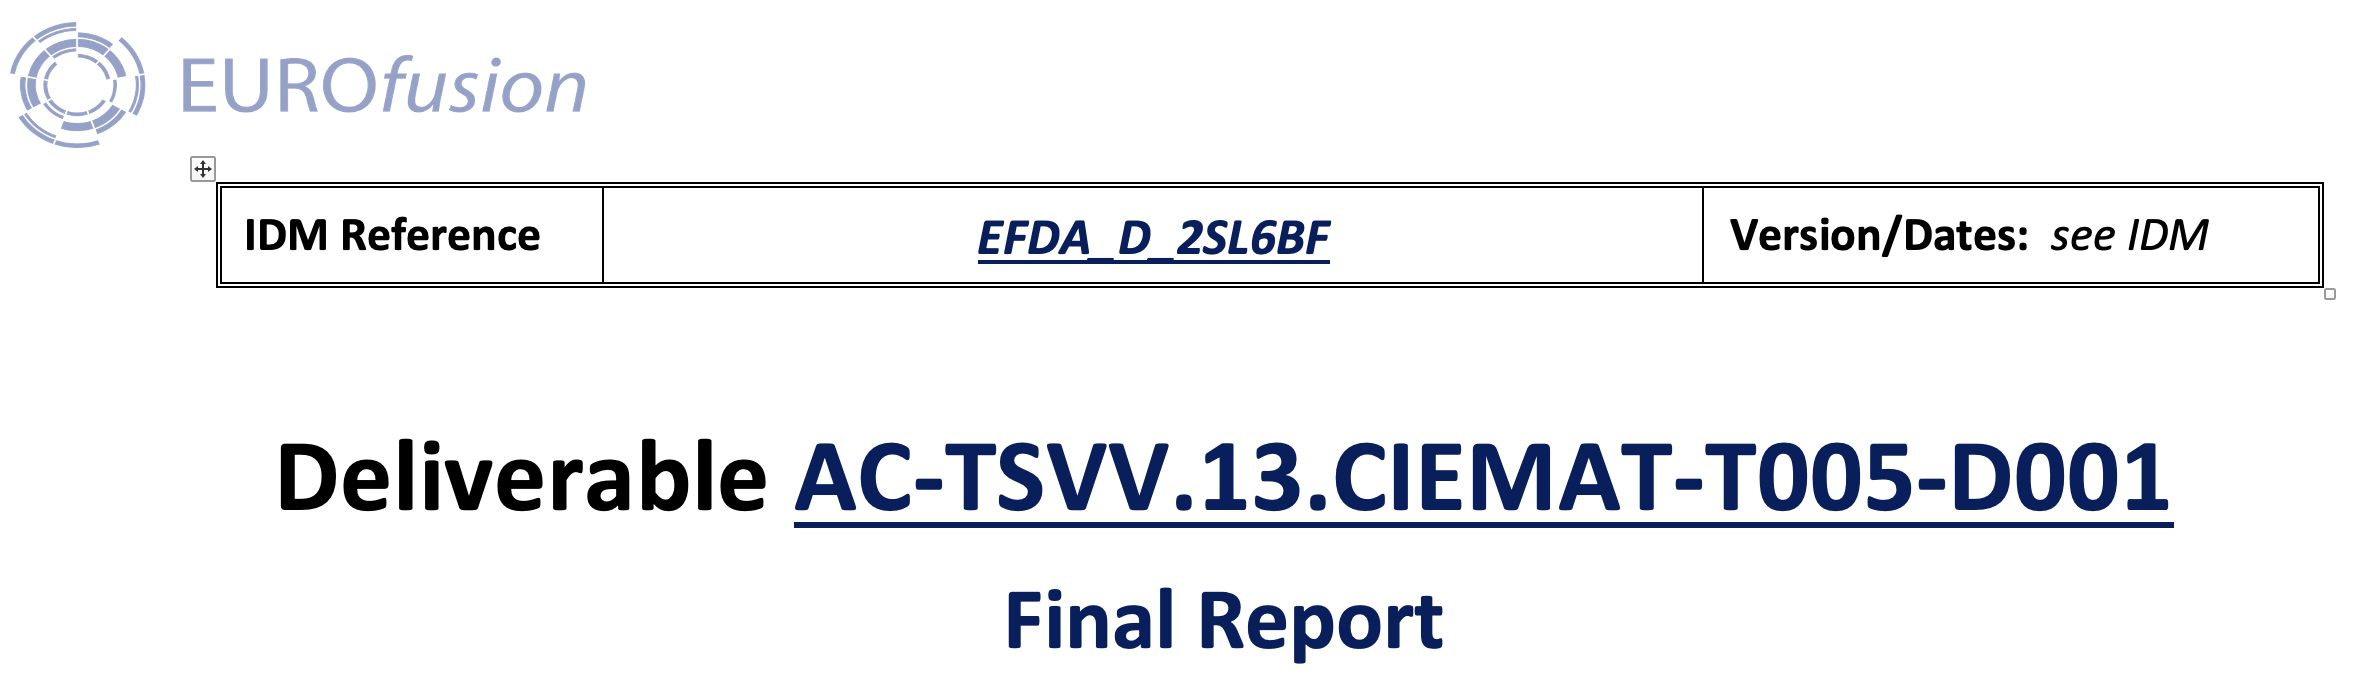 EUROfusion
IDM Reference EFDA_D_2SL6BF Version/Dates: see IDM
Deliverable AC-TSVV.13.CIEMAT-T005-D001
Final Report